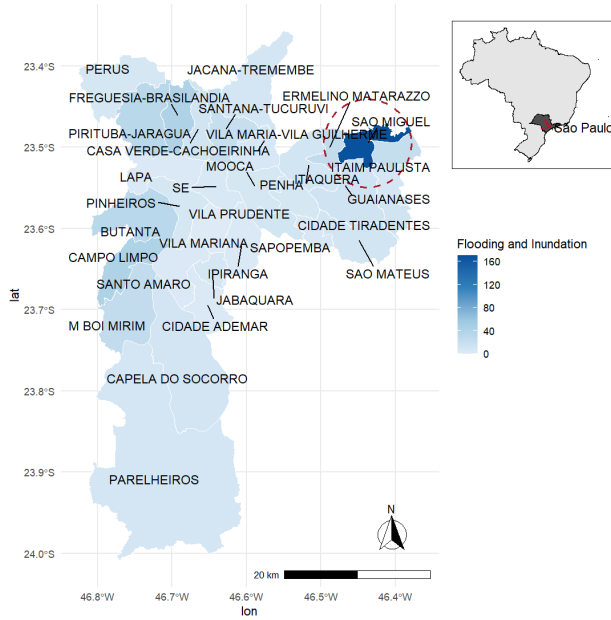 23.4°S
23.5°S
23.6°S
23.7°S
23.8°S
23.9°S
24.0°S
lat
PERUS
JACANA-TREMEMBE
FREGUESIA-BRASILANDIA
ERMELINO MATARAZZO
SANTANA-TUCURUVI
SAO MIGUEL
PIRITUBA-JARAGUA
VILA MARIA-VILA GUILHERME
CASA VERDE-CACHOEIRINHA
MOOCA
ITAIM PAULISTA
LAPA
ITAQUERA
SE
PENHA
PINHEIROS
GUAIANASES
VILA PRUDENTE
BUTANTA
CIDADE TIRADENTES
VILA MARIANA
SAPOPEMBA
CAMPO LIMPO
IPIRANGA
SAO MATEUS
SANTO AMARO
JABAQUARA
M BOI MIRIM
CIDADE ADEMAR
CAPELA DO SOCORRO
PARELHEIROS
N
20 km
46.8°W
46.7°W
46.6°W
46.5°W
46.4°W
lon
São Paulo
Flooding and Inundation
160
120
80
40
0